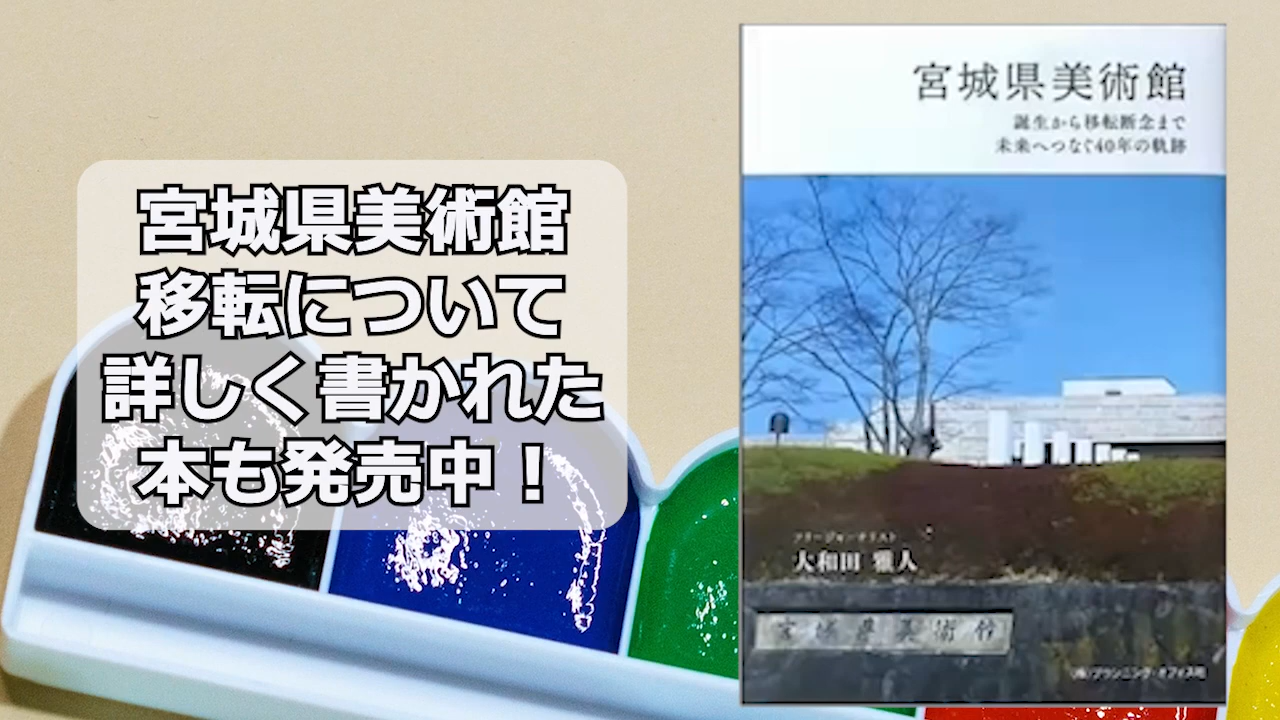 宮城県美術館
移転について
詳しく書かれた
本も発売中！
宮城県美術館
誕生から移転断念まで
未来へつなぐ40年の軌跡
フリージャーナリスト
大和田 雅人
宮城県美術館
㈱プランニング・オフィス社